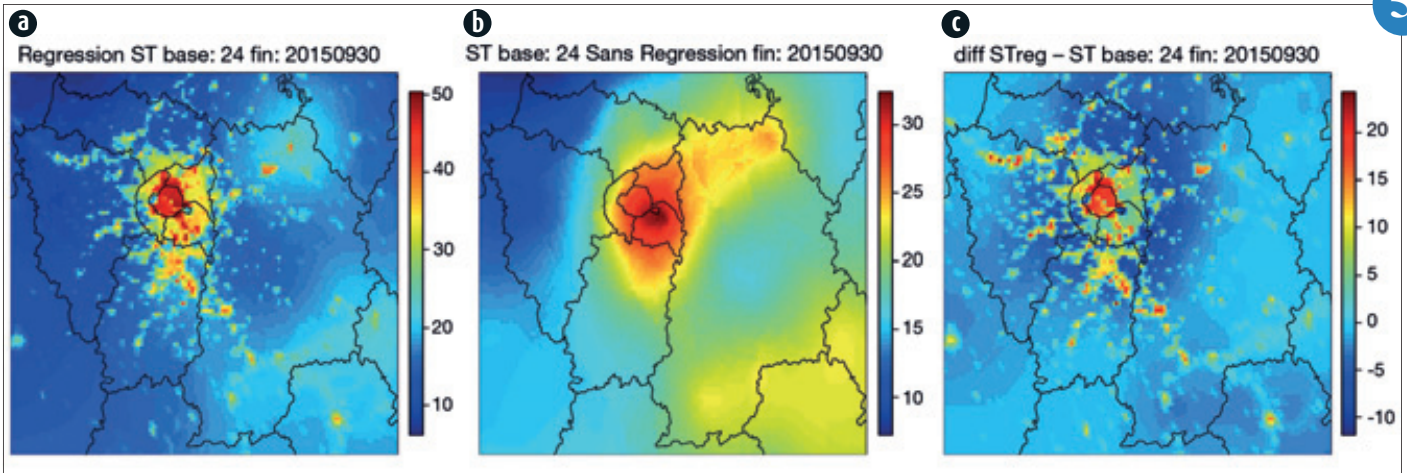 a
b
c
Regression ST base: 24 fin: 20150930
ST base: 24 Sans Regression fin: 20150930
diff STreg – ST base: 24 fin: 20150930
50
40
30
20
10
30
25
20
15
10
20
15
10
5
0
-5
-10